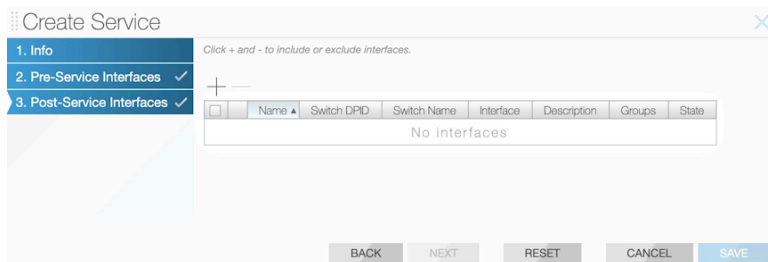 Create Service
1. Info
2. Pre-Service Interfaces
3. Post-Service Interfaces
Click + and - to include or exclude interfaces.
Name Switch DPID Switch Name Interface Description Groups State
No interfaces
BACK NEXT RESET CANCEL SAVE